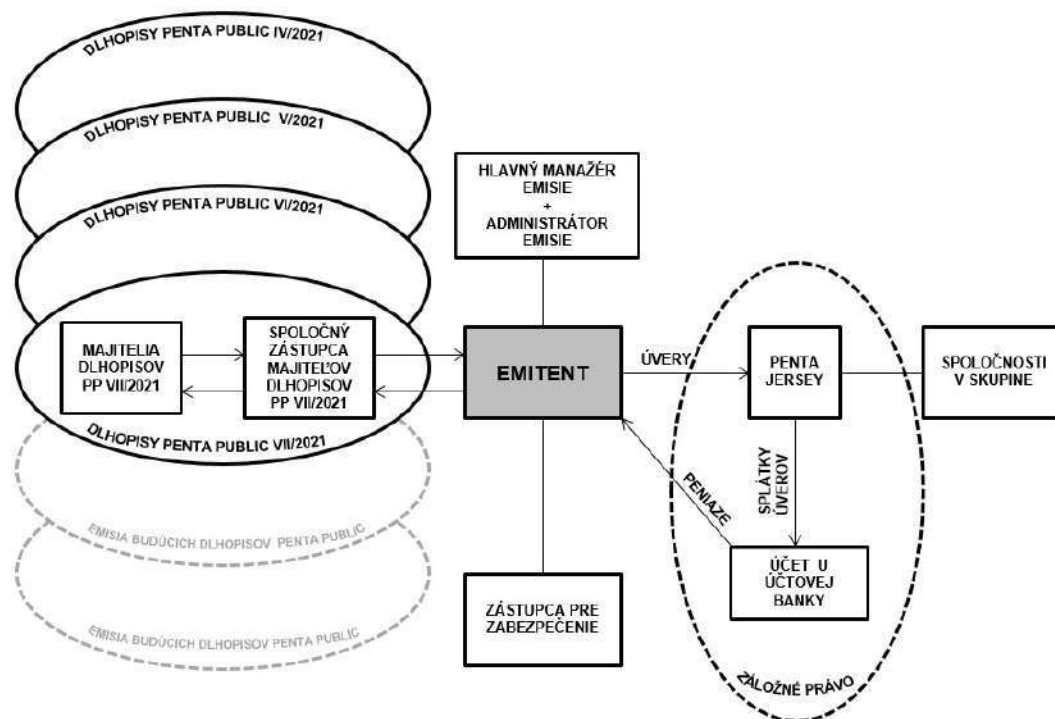 DLHOPISY PENTA PUBLIC IV/2021
DLHOPISY PENTA PUBLIC V/2021
DLHOPISY PENTA PUBLIC VI/2021
MAJITELIA
DLHOPISOV
PP VII/2021
SPOLOČNÝ
ZÁSTUPCA
MAJITEĽOV
DLHOPISOV
PP VII/2021
DLHOPISY PENTA PUBLIC VII/2021
EMISIA BUDÚCICH DLHOPISOV PENTA PUBLIC
EMISIA BUDÚCICH DLHOPISOV PENTA PUBLIC
HLAVNÝ MANAŽÉR
EMISIE
+
ADMINISTRÁTOR
EMISIE
EMITENT
ZÁSTUPCA PRE
ZABEZPEČENIE
ÚVERY
PENTA
JERSEY
SPOLOČNOSTI
V SKUPINE
PENIAZE
SPLÁTKY
ÚVEROV
ÚČET U
ÚČTOVEJ
BANKY
ZÁLOŽNÉ PRÁVO